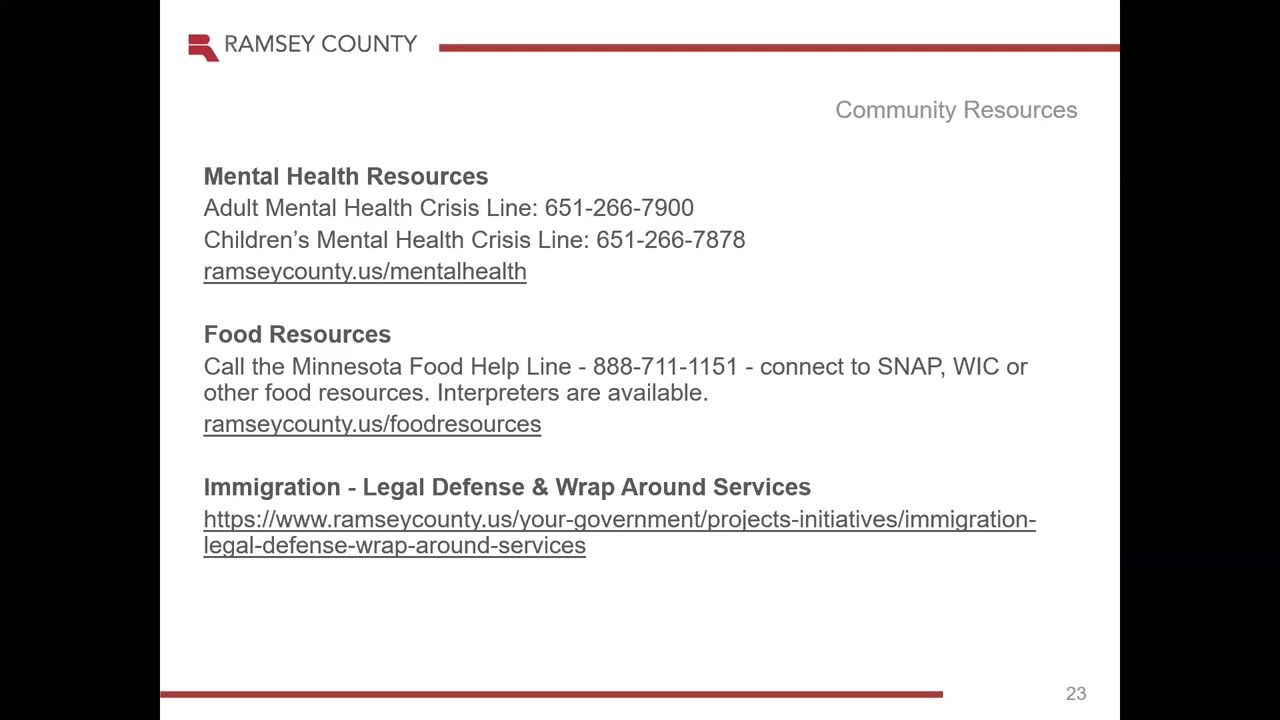 RAMSEY COUNTY
Community Resources
Mental Health Resources
Adult Mental Health Crisis Line: 651-266-7900
Children’s Mental Health Crisis Line: 651-266-7878
ramseycounty.us/mentalhealth
Food Resources
Call the Minnesota Food Help Line - 888-711-1151 - connect to SNAP, WIC or
other food resources. Interpreters are available.
ramseycounty.us/foodresources
Immigration - Legal Defense & Wrap Around Services
https://www.ramseycounty.us/your-government/projects-initiatives/immigration-
legal-defense-wrap-around-services
23